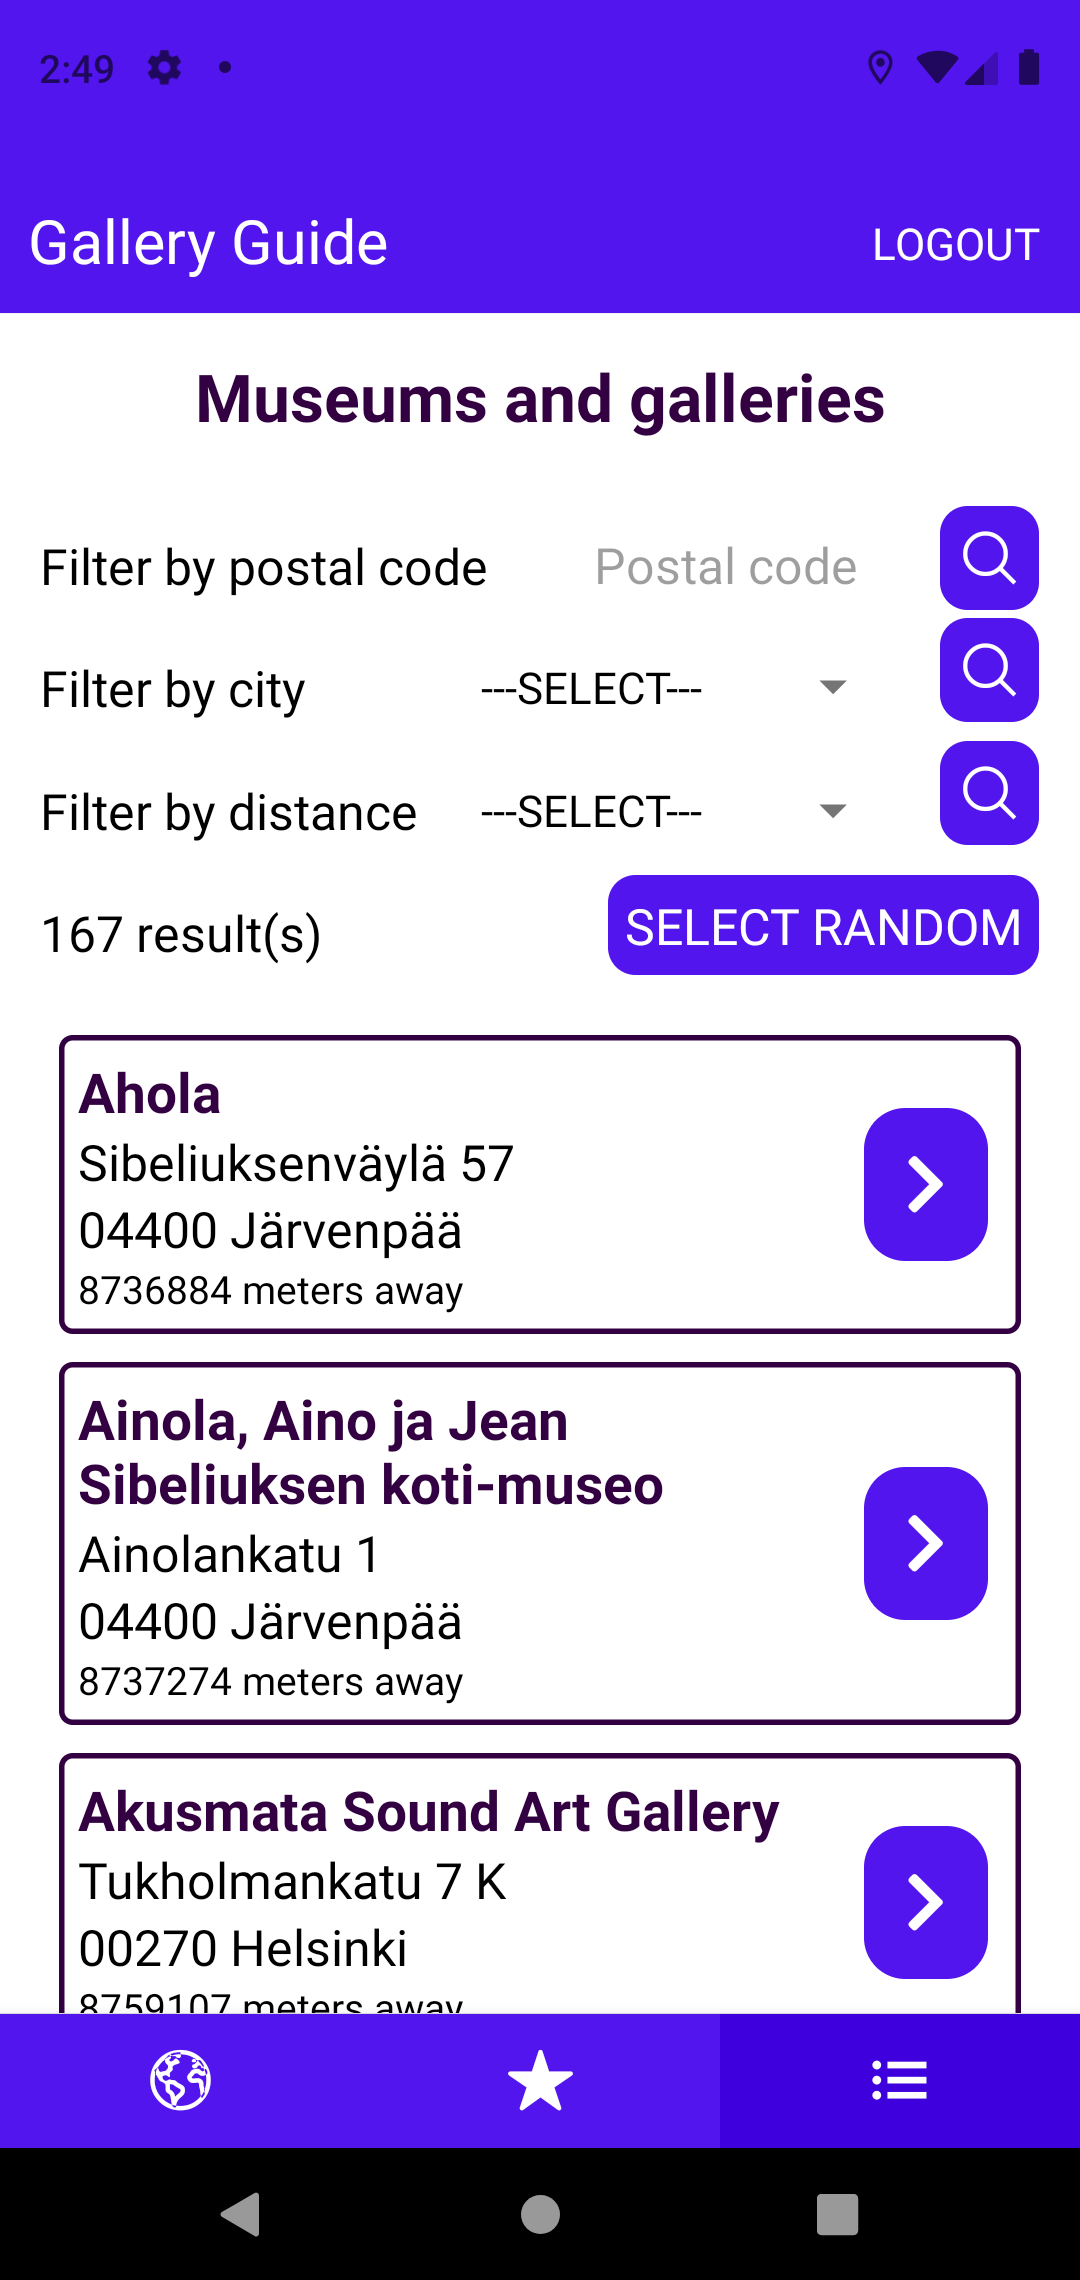 2:49
Gallery Guide
LOGOUT
Museums and galleries
Filter by postal code
Postal code
Filter by city
---SELECT---
Filter by distance
---SELECT---
167 result(s)
SELECT RANDOM
Ahola
Sibeliuksenväylä 57
04400 Järvenpää
8736884 meters away
Ainola, Aino ja Jean
Sibeliuksen koti-museo
Ainolankatu 1
04400 Järvenpää
8737274 meters away
Akusmata Sound Art Gallery
Tukholmankatu 7 K
00270 Helsinki
8759107 meters away